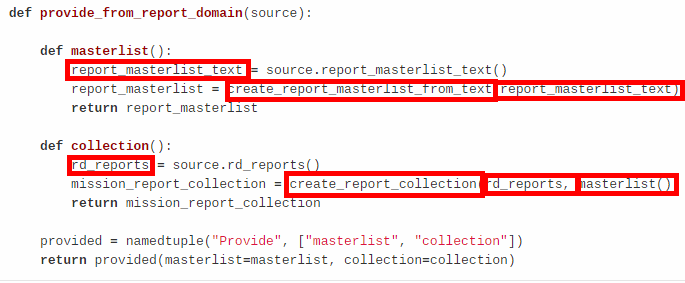 def provide_from_report_domain(source):
def masterlist():
report_masterlist_text = source.report_masterlist_text()
report_masterlist = create_report_masterlist_from_text(report_masterlist_text)
return report_masterlist
def collection():
rd_reports = source.rd_reports()
mission_report_collection = create_report_collection(rd_reports, masterlist())
return mission_report_collection
provided = namedtuple("Provide", ["masterlist", "collection"])
return provided(masterlist=masterlist, collection=collection)